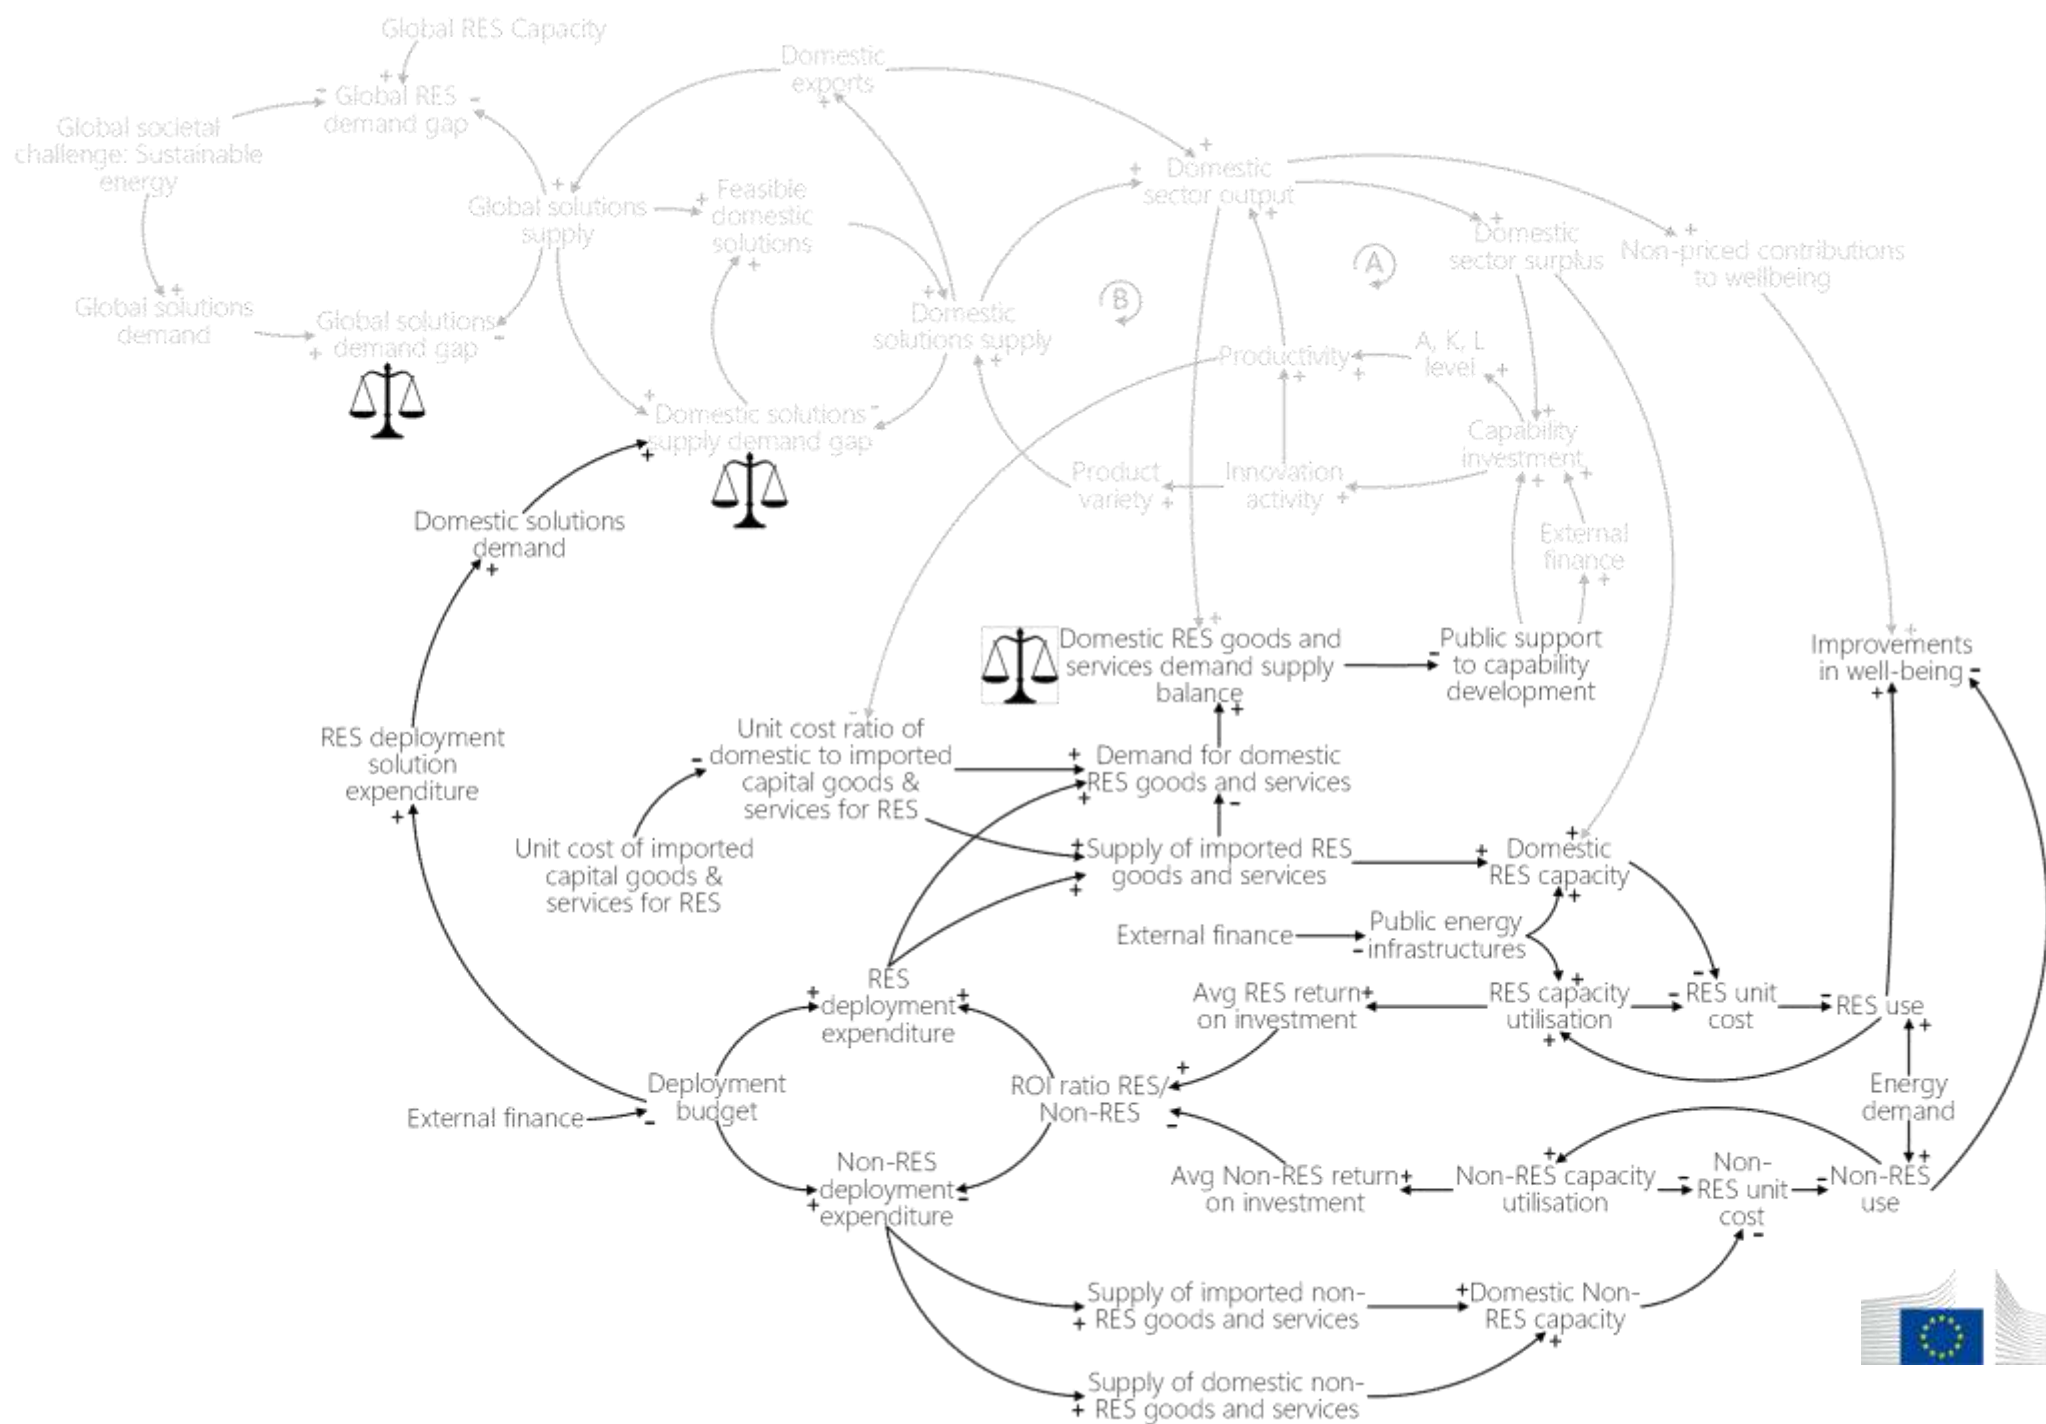 Global RES Capacity
Domestic
exports
Global RES
demand gap
Global societal
challenge: Sustainable
energy
Domestic
sector output
Feasible
domestic
solutions
Global solutions
supply
Domestic
sector surplus
Non-priced contributions
to wellbeing
A
B
Global solutions
demand
Global solutions
demand gap
Domestic
solutions supply
Productivity
A, K, L
level
Domestic solutions
supply demand gap
Capability
investment
Product
variety
Innovation
activity
Domestic solutions
demand
External
finance
Domestic RES goods and
services demand supply
balance
Public support
to capability
development
Improvements
in well-being
RES deployment
solution
expenditure
Unit cost ratio of
domestic to imported
capital goods &
services for RES
Demand for domestic
RES goods and services
Unit cost of imported
capital goods &
services for RES
Supply of imported RES
goods and services
Domestic
RES capacity
External finance
Public energy
infrastructures
RES
deployment
expenditure
Avg RES return
on investment
RES capacity
utilisation
RES unit
cost
RES use
Deployment
budget
External finance
ROI ratio RES/
Non-RES
Energy
demand
Non-RES
deployment
expenditure
Avg Non-RES return
on investment
Non-RES capacity
utilisation
Non-
RES unit
cost
Non-RES
use
Supply of imported non-
RES goods and services
Domestic Non-
RES capacity
Supply of domestic non-
RES goods and services